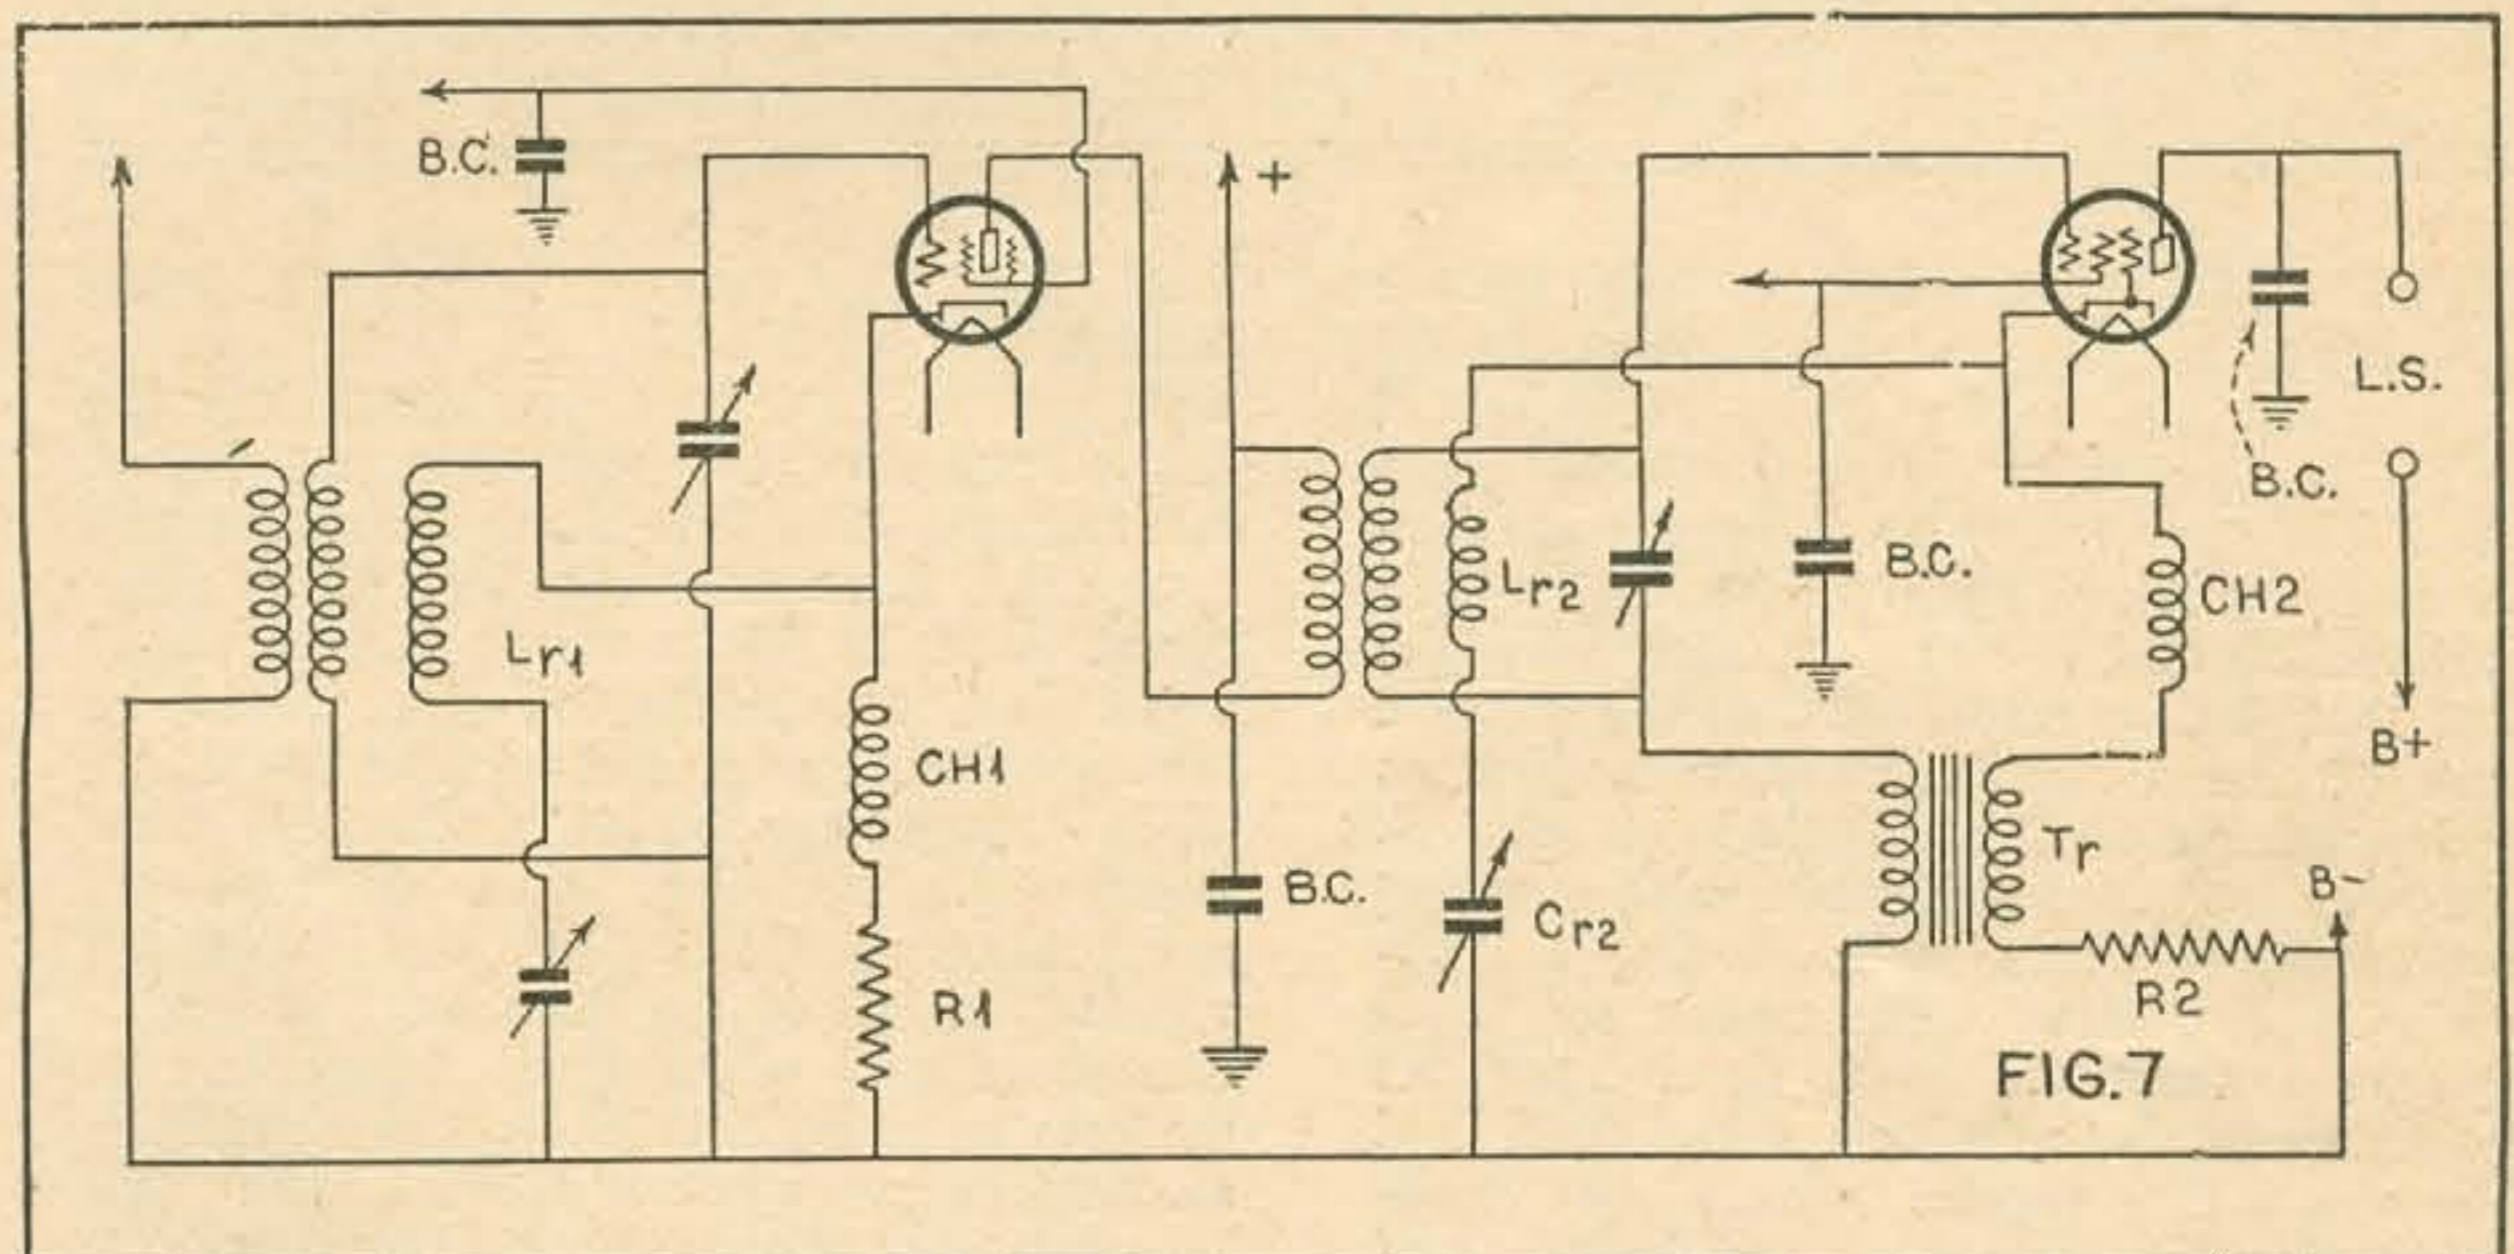 B.C.
+
L.S.
B.C.
Lr2
B.C.
CH2
Lr1
CH1
B+
Tr
B.C.
Cr2
B-
R1
R2
FIG.7